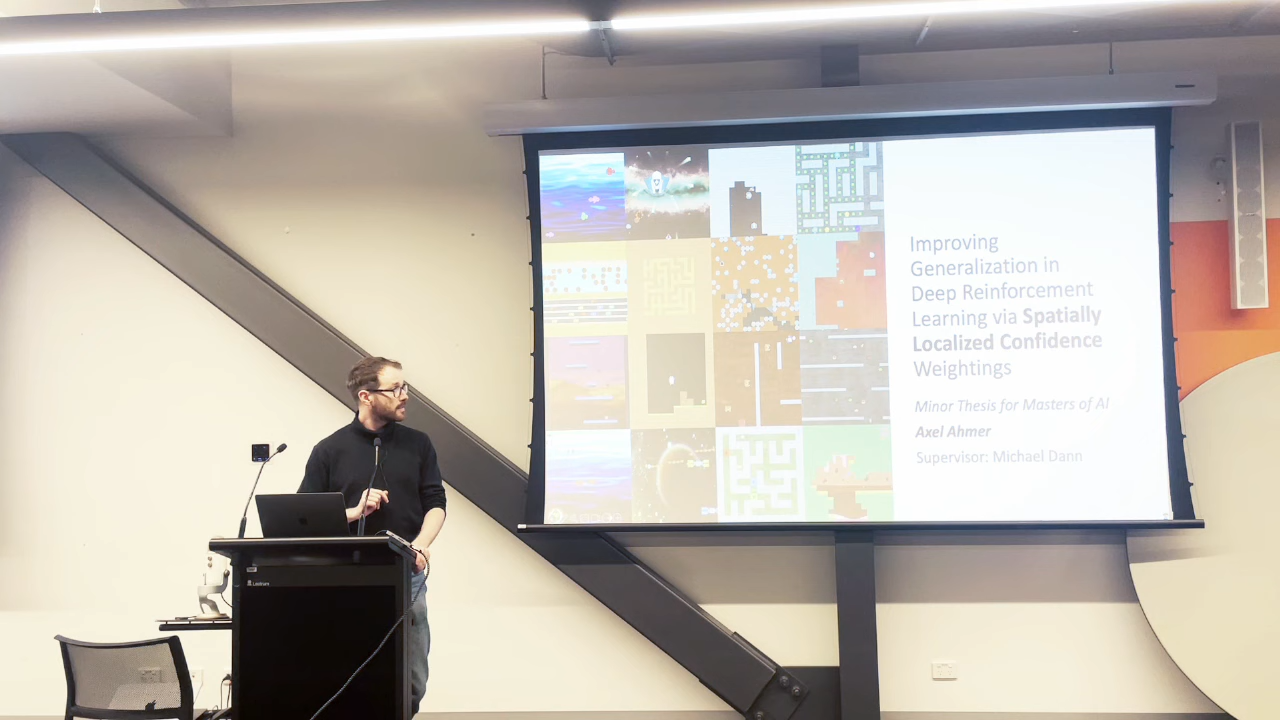 Improving
Generalization in
Deep Reinforcement
Learning via Spatially
Localized Confidence
Weightings
Minor Thesis for Masters of AI
Axel Ahmer
Supervisor: Michael Dann